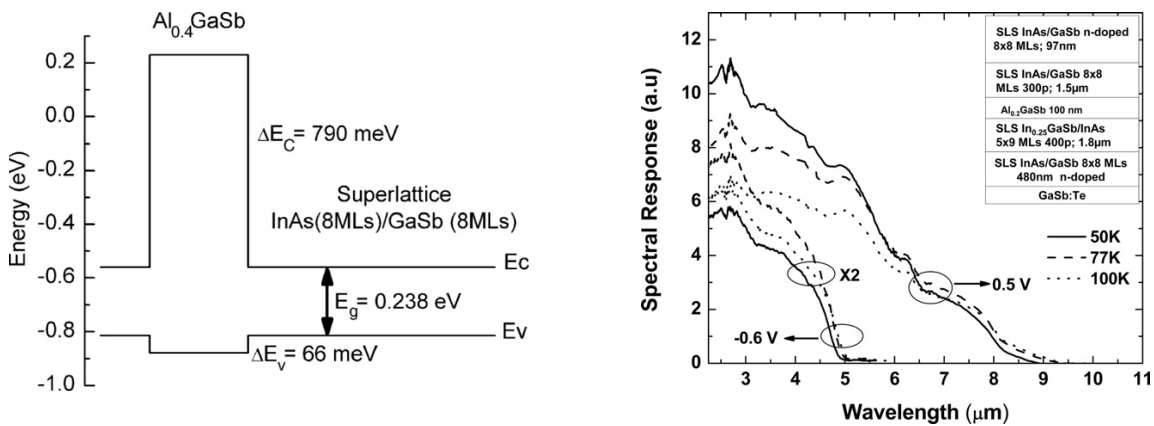 Al0.4GaSb
0.2
0.0
-0.2
-0.4
-0.6
-0.8
-1.0
Energy (eV)
ΔEC= 790 meV
Superlattice
InAs(8MLs)/GaSb (8MLs)
Ec
Eg= 0.238 eV
Ev
ΔEv= 66 meV
12
10
8
6
4
2
0
Spectral Response (a.u)
SLS InAs/GaSb n-doped
8x8 MLs; 97nm
SLS InAs/GaSb 8x8
MLs 300p; 1.5μm
Al0.2GaSb 100 nm
SLS In0.25GaSb/InAs
5x9 MLs 400p; 1.8μm
SLS InAs/GaSb 8x8 MLs
480nm n-doped
GaSb:Te
50K
77K
100K
X2
0.5 V
-0.6 V
3 4 5 6 7 8 9 10 11
Wavelength (μm)